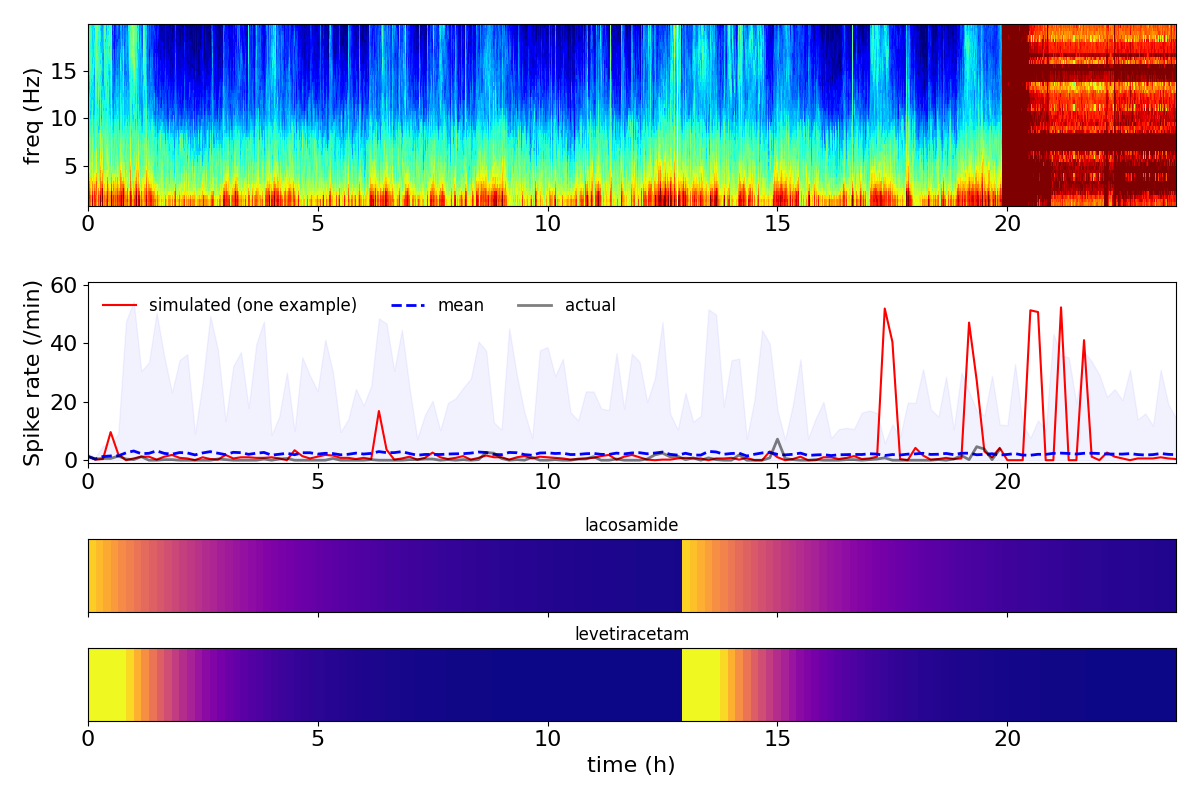 freq (Hz)
15
10
5
0 5 10 15 20
Spike rate (/min)
60
40
20
0
simulated (one example) mean actual
0 5 10 15 20
lacosamide
levetiracetam
0 5 10 15 20
time (h)